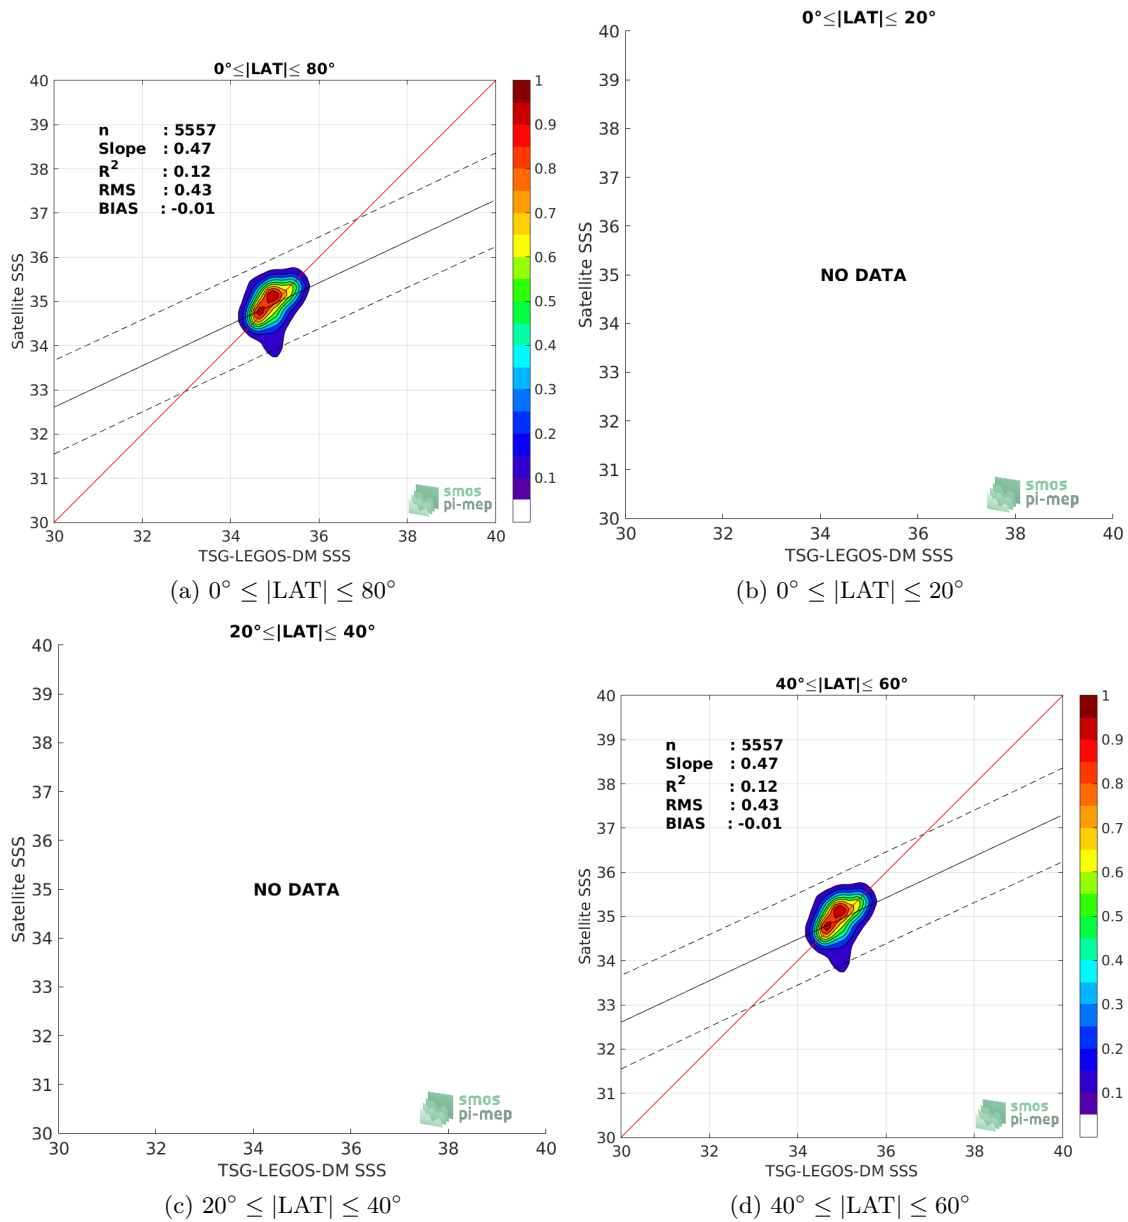 0°≤|LAT|≤ 80°
n : 5557
Slope : 0.47
R² : 0.12
RMS : 0.43
BIAS : -0.01
40
39
38
37
36
35
34
33
32
31
30
Satellite SSS
30 32 34 36 38 40
TSG-LEGOS-DM SSS
1
0.9
0.8
0.7
0.6
0.5
0.4
0.3
0.2
0.1
smos
pi-mep
(a) 0° ≤ |LAT| ≤ 80°
0°≤|LAT|≤ 20°
40
39
38
37
36
35
34
33
32
31
30
Satellite SSS
NO DATA
smos
pi-mep
30 32 34 36 38 40
TSG-LEGOS-DM SSS
(b) 0° ≤ |LAT| ≤ 20°
20°≤|LAT|≤ 40°
40
39
38
37
36
35
34
33
32
31
30
Satellite SSS
NO DATA
smos
pi-mep
30 32 34 36 38 40
TSG-LEGOS-DM SSS
(c) 20° ≤ |LAT| ≤ 40°
40°≤|LAT|≤ 60°
n : 5557
Slope : 0.47
R² : 0.12
RMS : 0.43
BIAS : -0.01
40
39
38
37
36
35
34
33
32
31
30
Satellite SSS
30 32 34 36 38 40
TSG-LEGOS-DM SSS
1
0.9
0.8
0.7
0.6
0.5
0.4
0.3
0.2
0.1
smos
pi-mep
(d) 40° ≤ |LAT| ≤ 60°